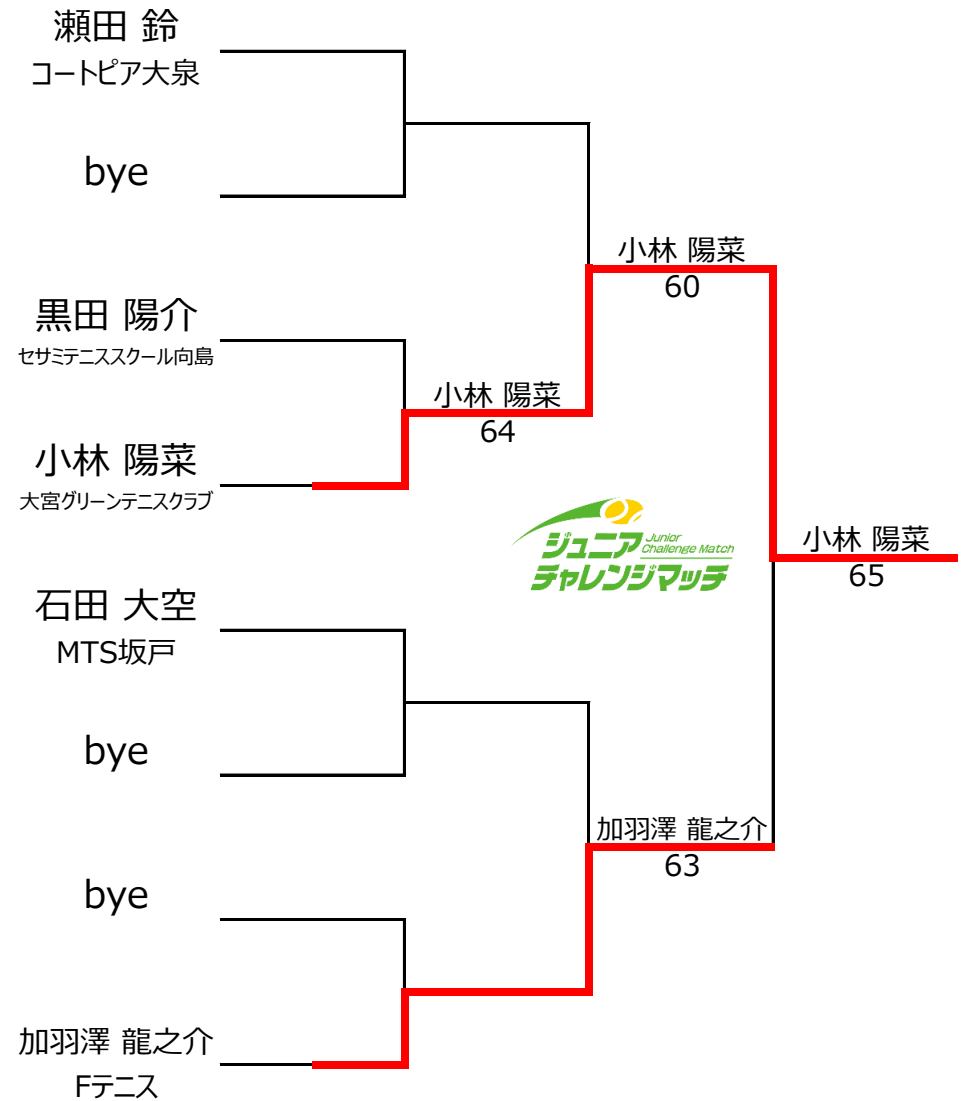 瀬田 鈴
コートピア大泉
bye
小林 陽菜
60
黒田 陽介
セサミテニススクール向島
小林 陽菜
64
小林 陽菜
大宮グリーンテニスクラブ
ジュニア Junior Challenge Match
チャレンジマッチ
小林 陽菜
65
石田 大空
MTS坂戸
bye
加羽澤 龍之介
63
bye
加羽澤 龍之介
Fテニス